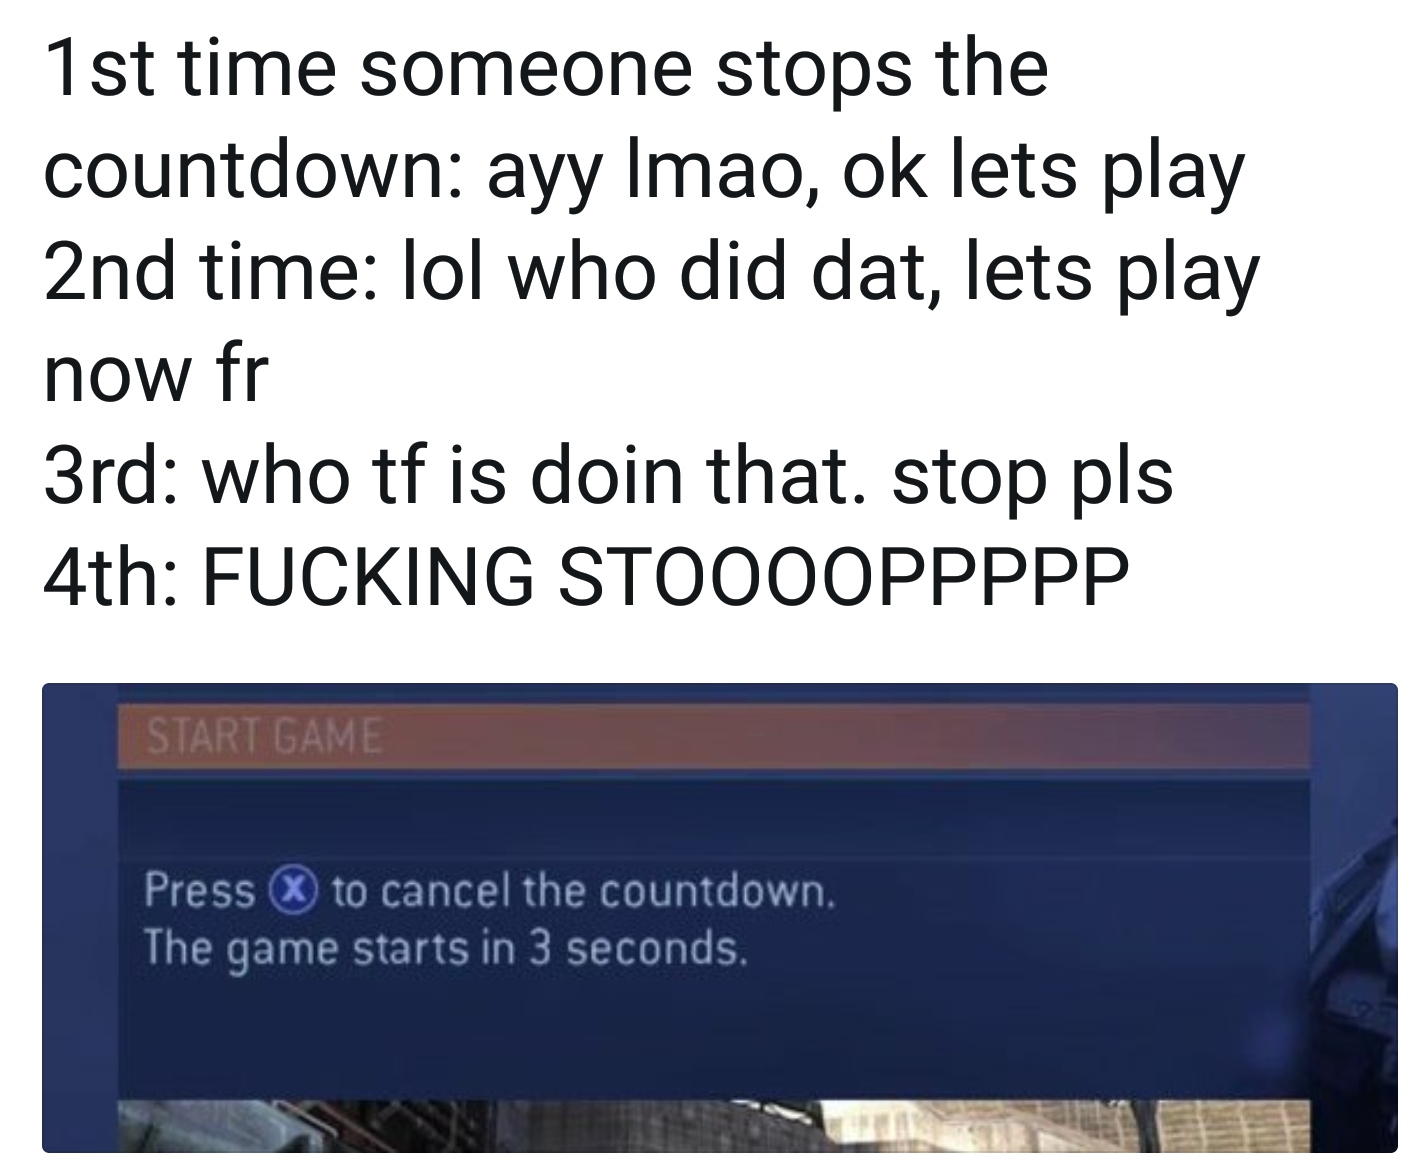 1st time someone stops the
countdown: ayy lmao, ok lets play
2nd time: lol who did dat, lets play
now fr
3rd: who tf is doin that. stop pls
4th: FUCKING STOOOOPPPPP
START GAME
Press X to cancel the countdown.
The game starts in 3 seconds.